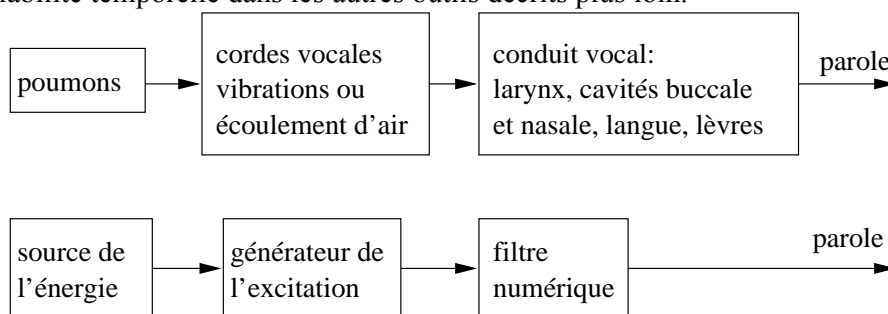 abilité temporelle dans les autres outils décrits plus loin.
poumons
cordes vocales
vibrations ou
écoulement d'air
conduit vocal:
larynx, cavités buccale
et nasale, langue, lèvres
parole
source de
l'énergie
générateur de
l'excitation
filtre
numérique
parole